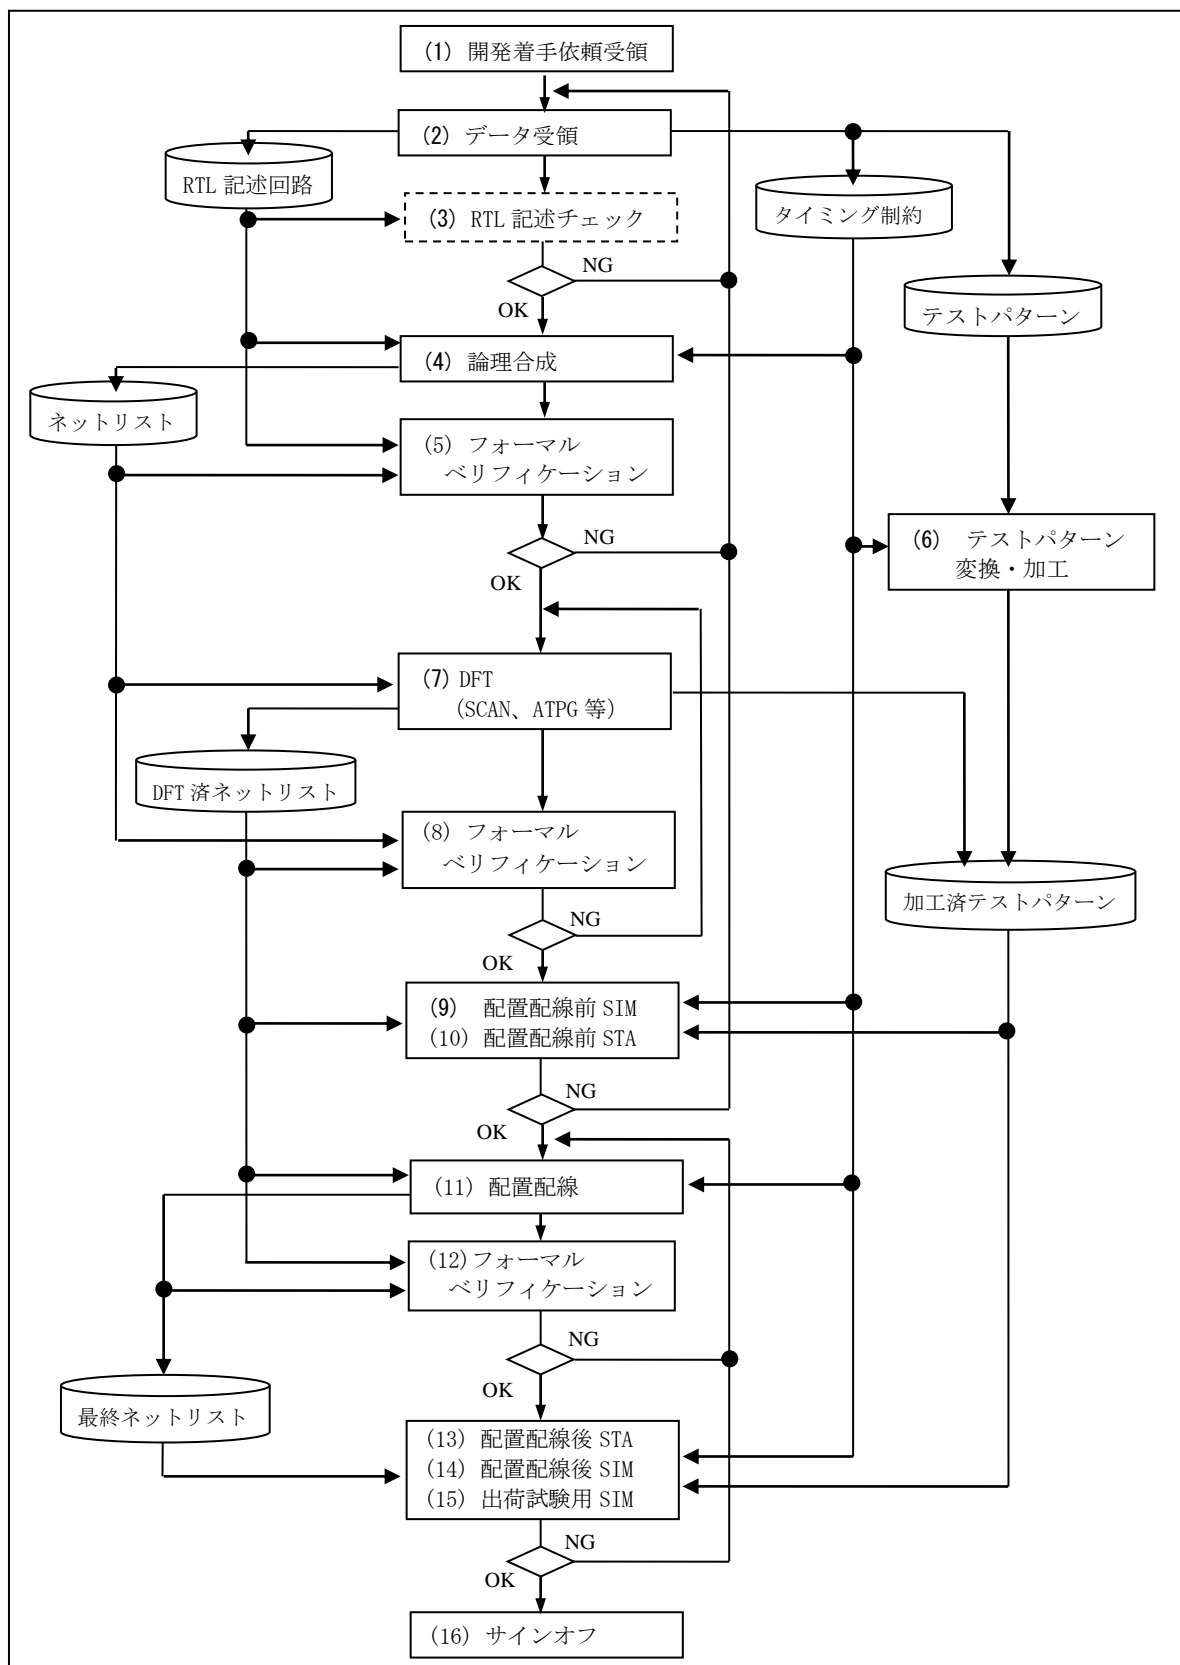 (1) 開発着手依頼受領
(2) データ受領
RTL 記述回路
タイミング制約
(3) RTL 記述チェック
NG
テストパターン
OK
(4) 論理合成
ネットリスト
(5) フォーマル
ベリフィケーション
(6) テストパターン
変換・加工
NG
OK
(7) DFT
(SCAN、ATPG 等)
DFT 済ネットリスト
(8) フォーマル
ベリフィケーション
加工済テストパターン
NG
OK
(9) 配置配線前 SIM
(10) 配置配線前 STA
NG
OK
(11) 配置配線
(12) フォーマル
ベリフィケーション
NG
OK
最終ネットリスト
(13) 配置配線後 STA
(14) 配置配線後 SIM
(15) 出荷試験用 SIM
NG
OK
(16) サインオフ